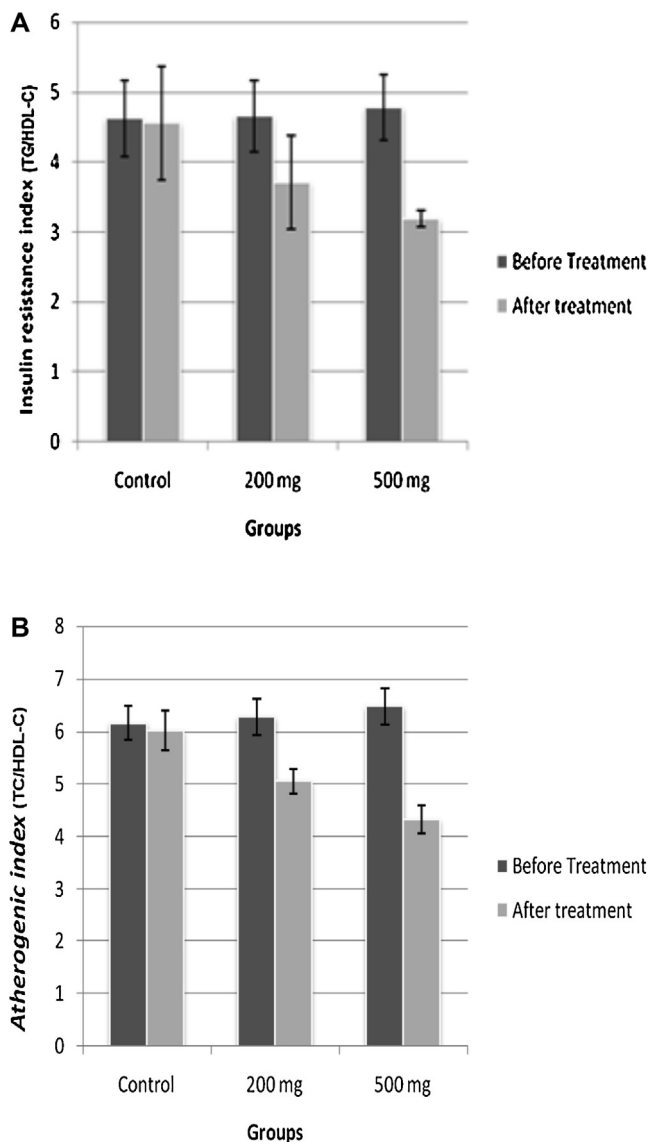 A
Insulin resistance index (TG/HDL-C)
6
5
4
3
2
1
0
Control
200 mg
500 mg
Groups
Before Treatment
After treatment
B
Atherogenic index (TC/HDL-C)
8
7
6
5
4
3
2
1
0
Control
200 mg
500 mg
Groups
Before Treatment
After treatment